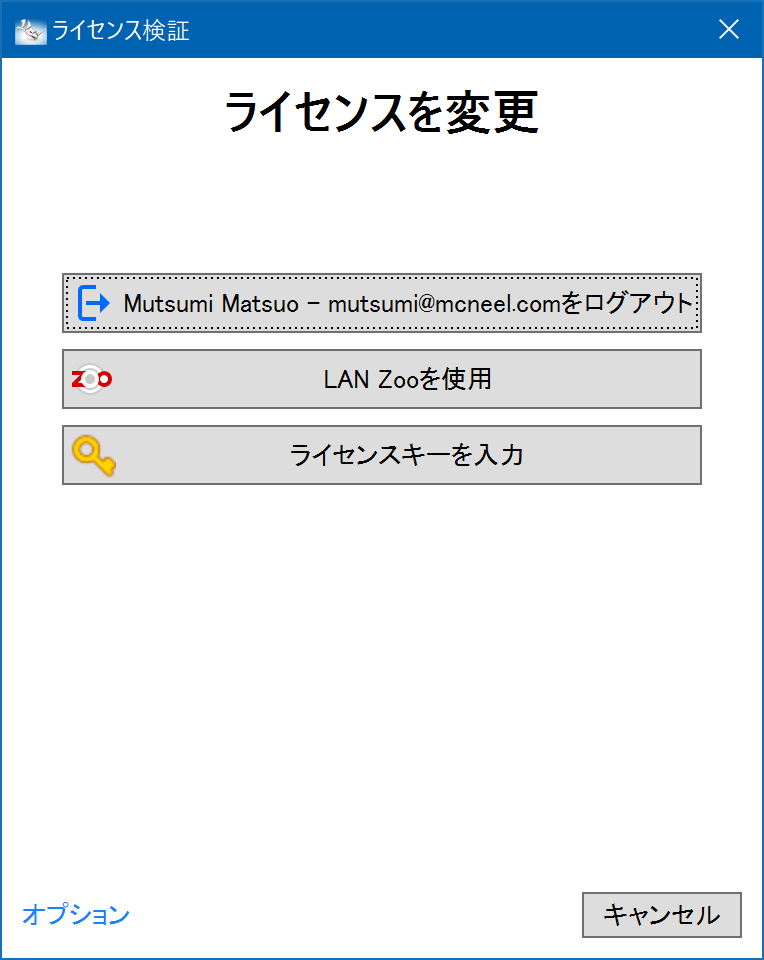 ライセンス検証
ライセンスを変更
Mutsumi Matsuo - mutsumi@mcneel.comをログアウト
ZOO
LAN Zooを使用
ライセンスキーを入力
オプション
キャンセル